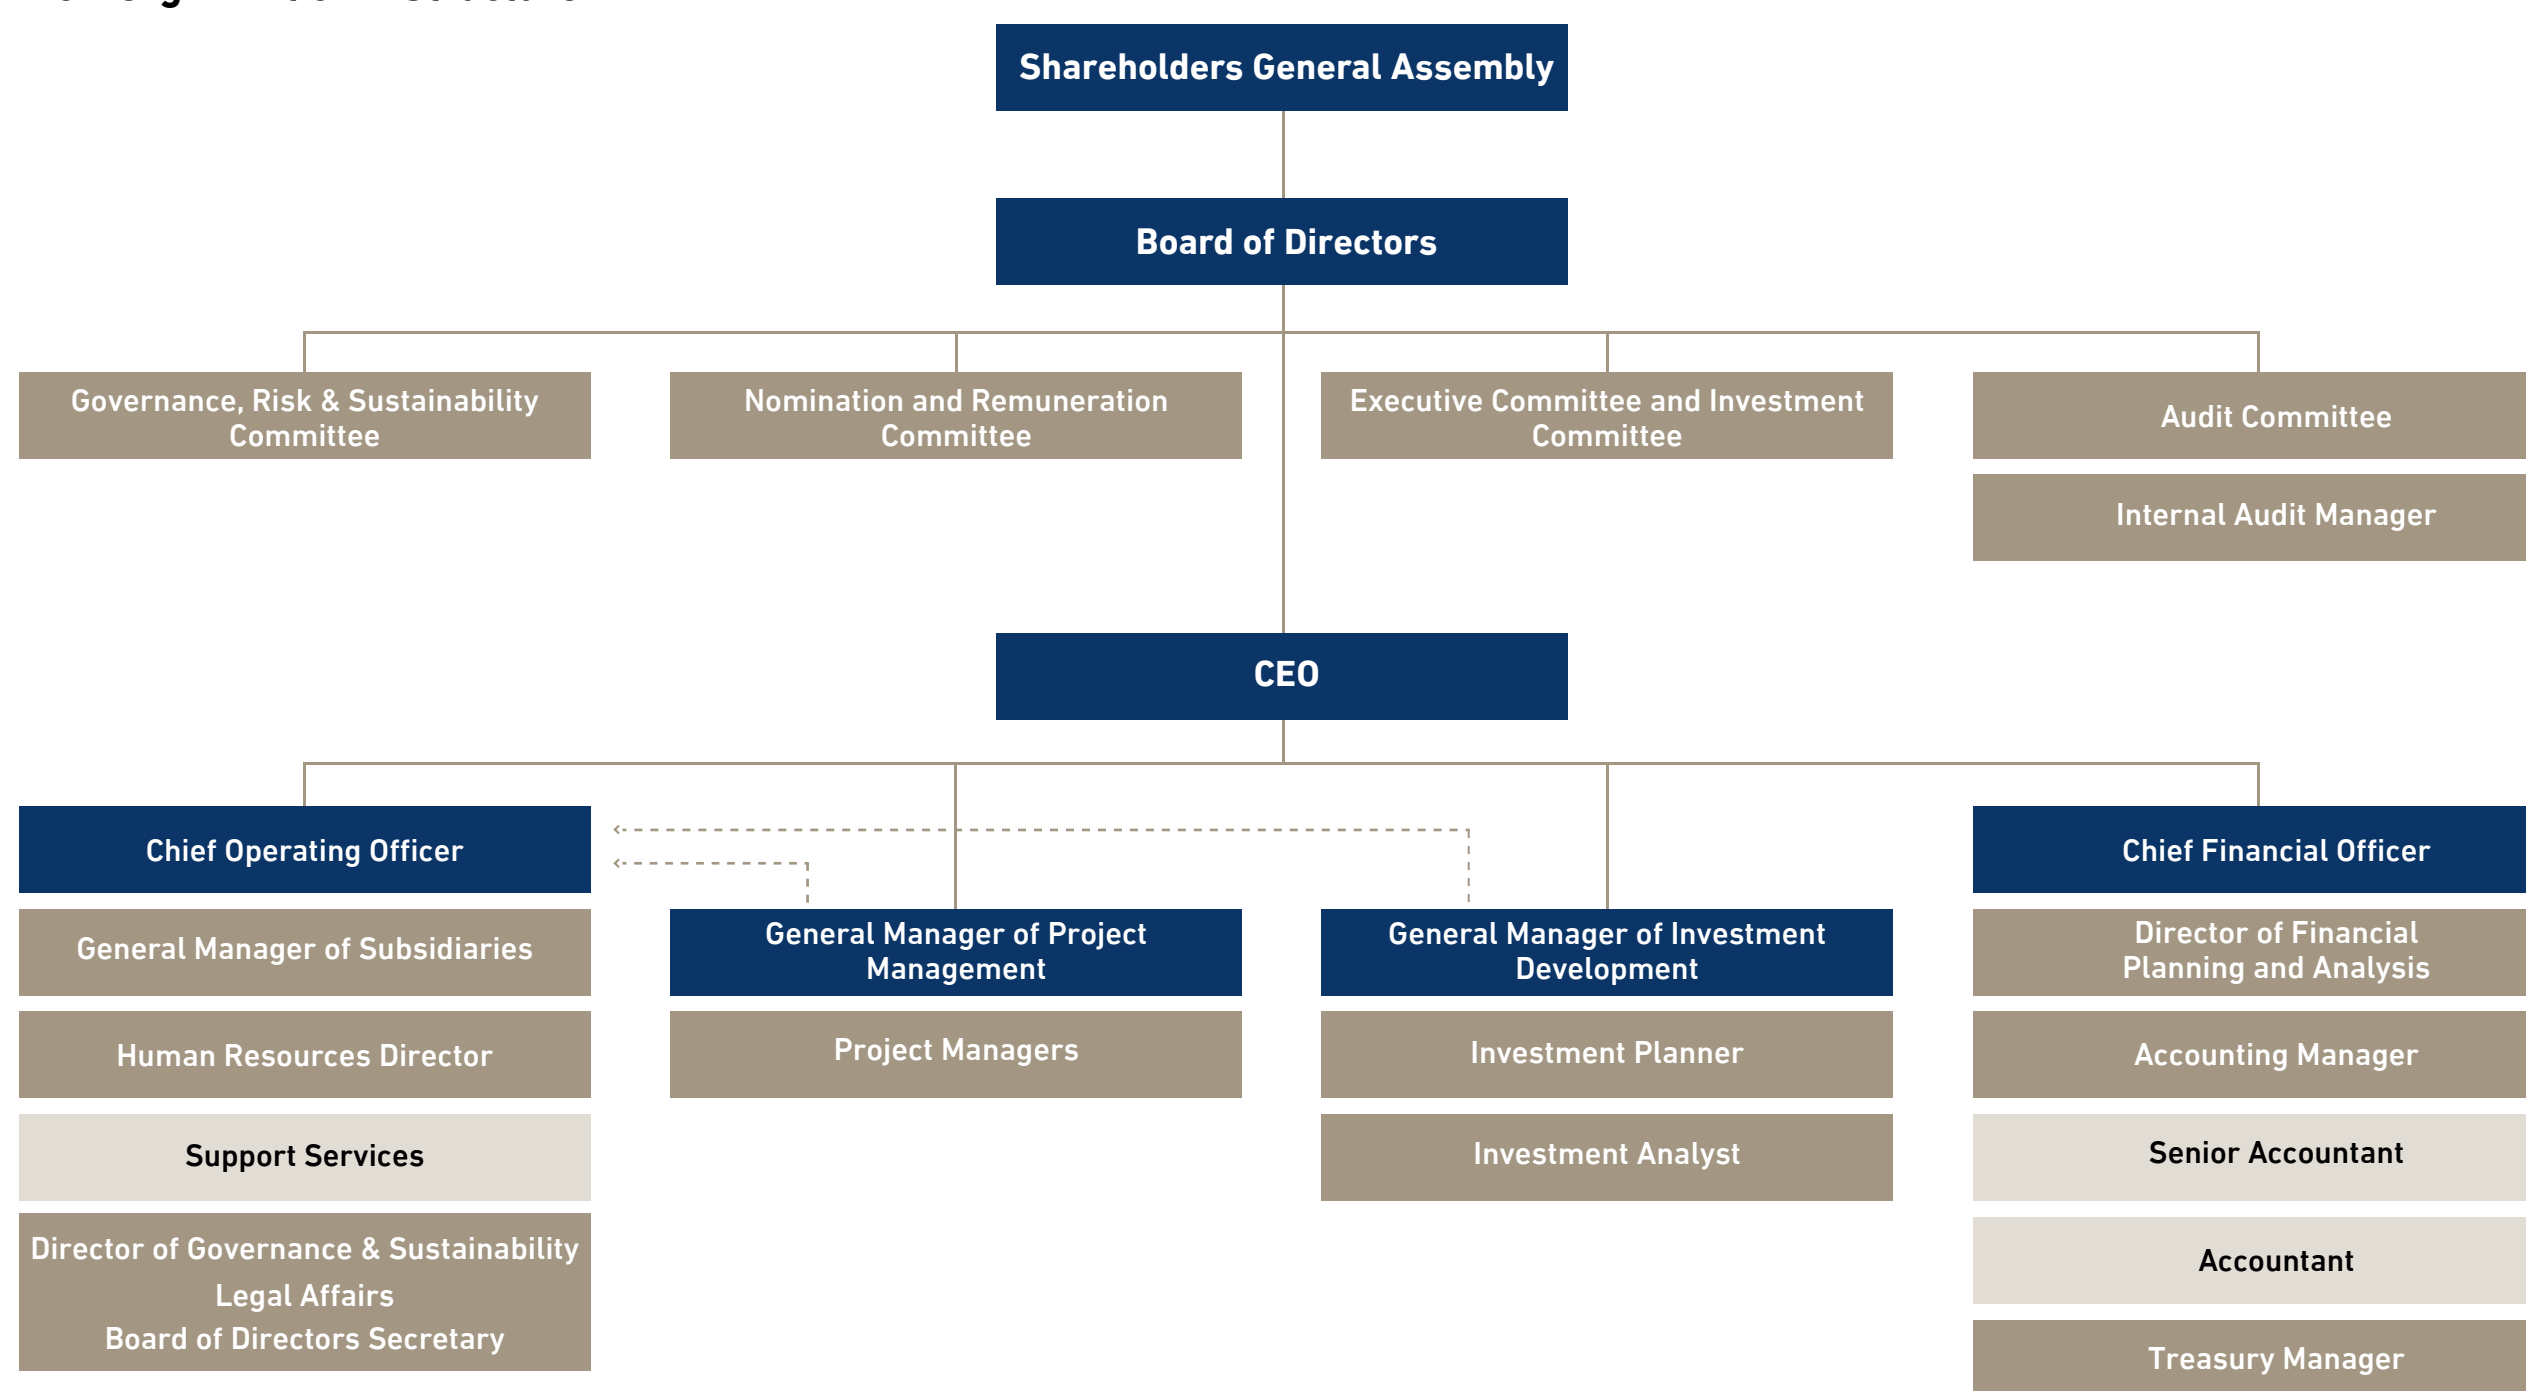 Shareholders General Assembly
Board of Directors
Governance, Risk & Sustainability
Committee
Nomination and Remuneration
Committee
Executive Committee and Investment
Committee
Audit Committee
Internal Audit Manager
CEO
Chief Operating Officer
General Manager of Subsidiaries
Human Resources Director
Support Services
Director of Governance & Sustainability
Legal Affairs
Board of Directors Secretary
General Manager of Project
Management
Project Managers
General Manager of Investment
Development
Investment Planner
Investment Analyst
Chief Financial Officer
Director of Financial
Planning and Analysis
Accounting Manager
Senior Accountant
Accountant
Treasury Manager